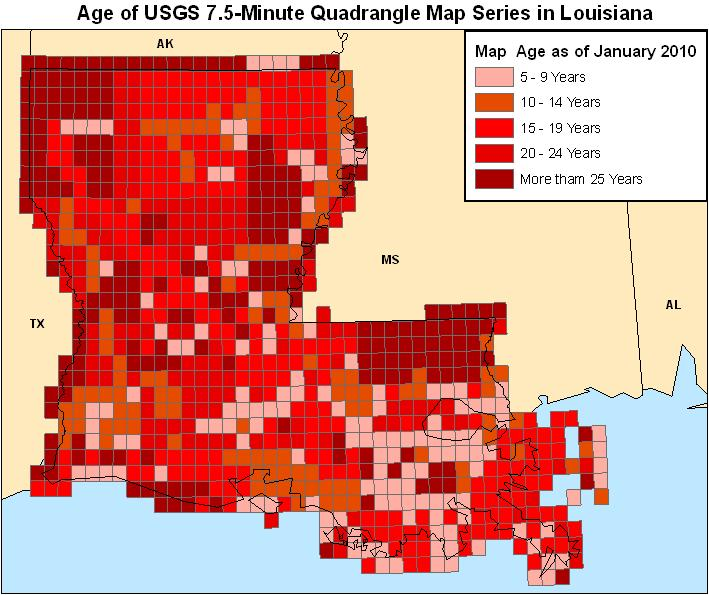 Age of USGS 7.5-Minute Quadrangle Map Series in Louisiana
AK
Map Age as of January 2010
5 - 9 Years
10 - 14 Years
15 - 19 Years
20 - 24 Years
More tham 25 Years
MS
AL
TX